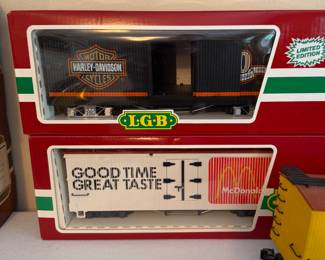 MOTOR
HARLEY-DAVIDSON
CYCLES
LIMITED
EDITION
LGB
GOOD TIME
GREAT TASTE
McDonald